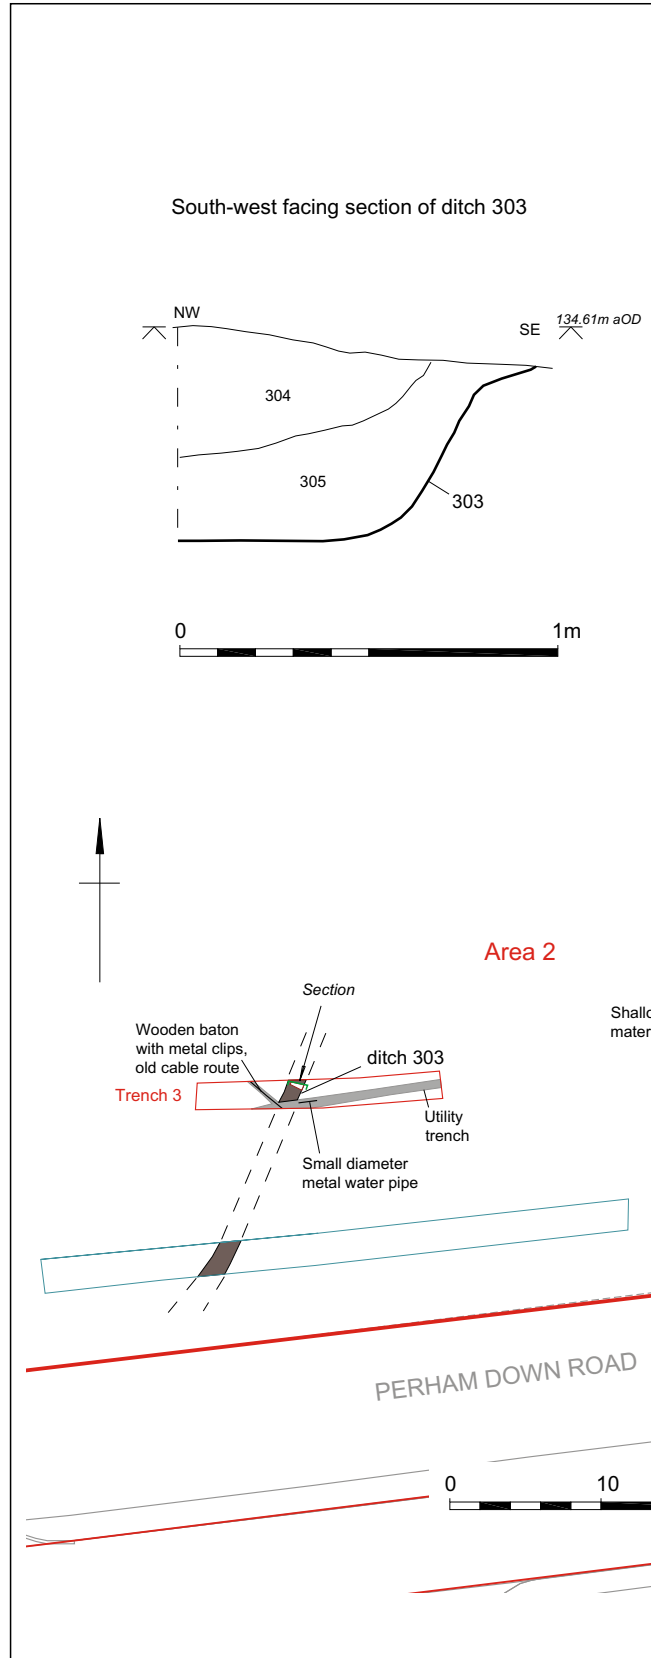 South-west facing section of ditch 303
NW
SE
134.61m aOD
304
305
303
0
1m
Area 2
Section
Shallo
mater
Wooden baton
with metal clips,
old cable route
ditch 303
Trench 3
Utility
trench
Small diameter
metal water pipe
PERHAM DOWN ROAD
0
10